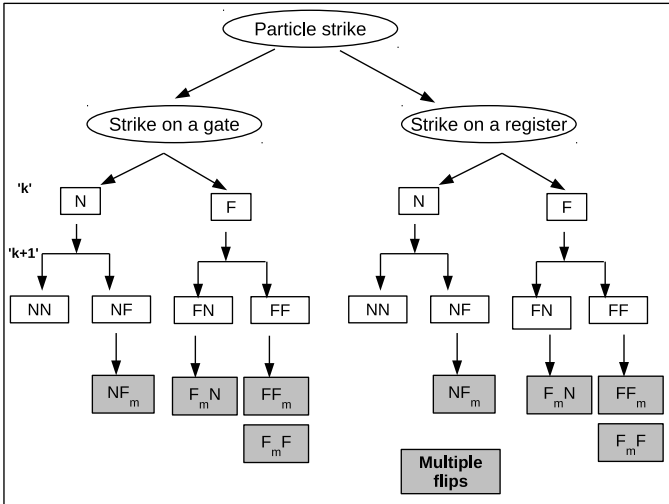 Particle strike
Strike on a gate
Strike on a register
'k'
N
F
N
F
'k+1'
NN
NF
FN
FF
NN
NF
FN
FF
NFm
FmN
FFm
NFm
FmN
FFm
FmF
FmF
Multiple
flips